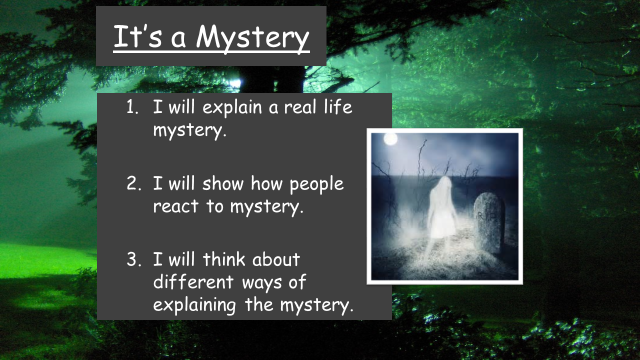 It's a Mystery
1. I will explain a real life
mystery.
2. I will show how people
react to mystery.
3. I will think about
different ways of
explaining the mystery.